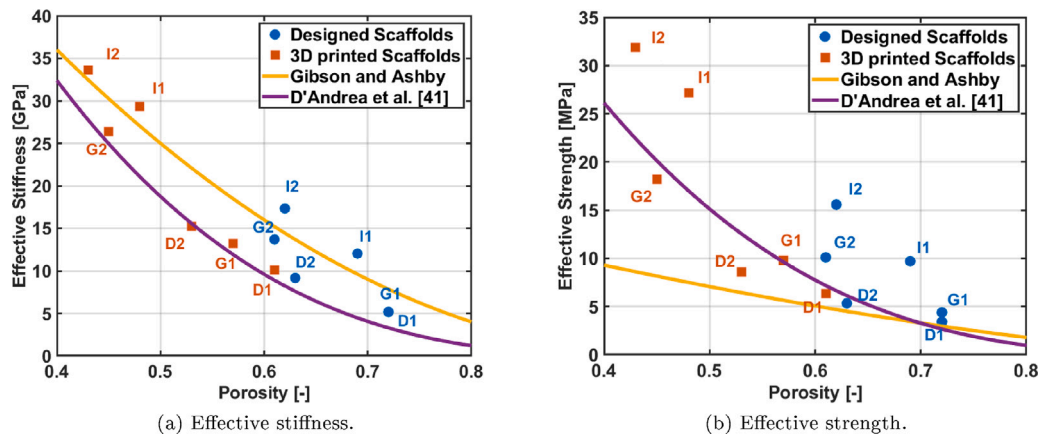 Effective Stiffness [GPa]
40
35
30
25
20
15
10
5
0
Designed Scaffolds
3D printed Scaffolds
Gibson and Ashby
D'Andrea et al. [41]
I2
I1
G2
D2
G1
D1
I2
G2
I1
D2
G1
D1
0.4 0.5 0.6 0.7 0.8
Porosity [-]
(a) Effective stiffness.
Effective Strength [MPa]
35
30
25
20
15
10
5
0
Designed Scaffolds
3D printed Scaffolds
Gibson and Ashby
D'Andrea et al. [41]
I2
I1
G2
G1
D2
D1
I2
G2
I1
D2
G1
D1
0.4 0.5 0.6 0.7 0.8
Porosity [-]
(b) Effective strength.